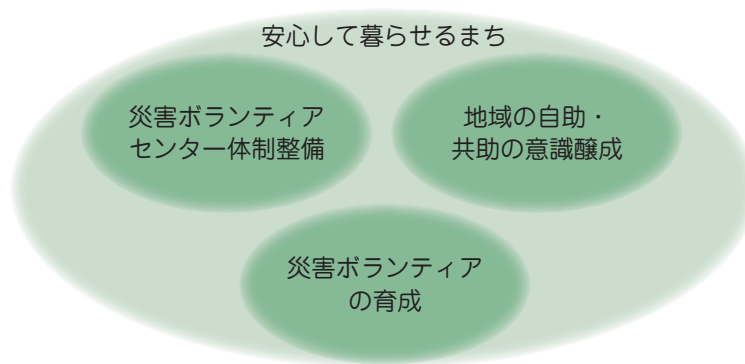 安心して暮らせるまち
災害ボランティア
センター体制整備
地域の自助・
共助の意識醸成
災害ボランティア
の育成